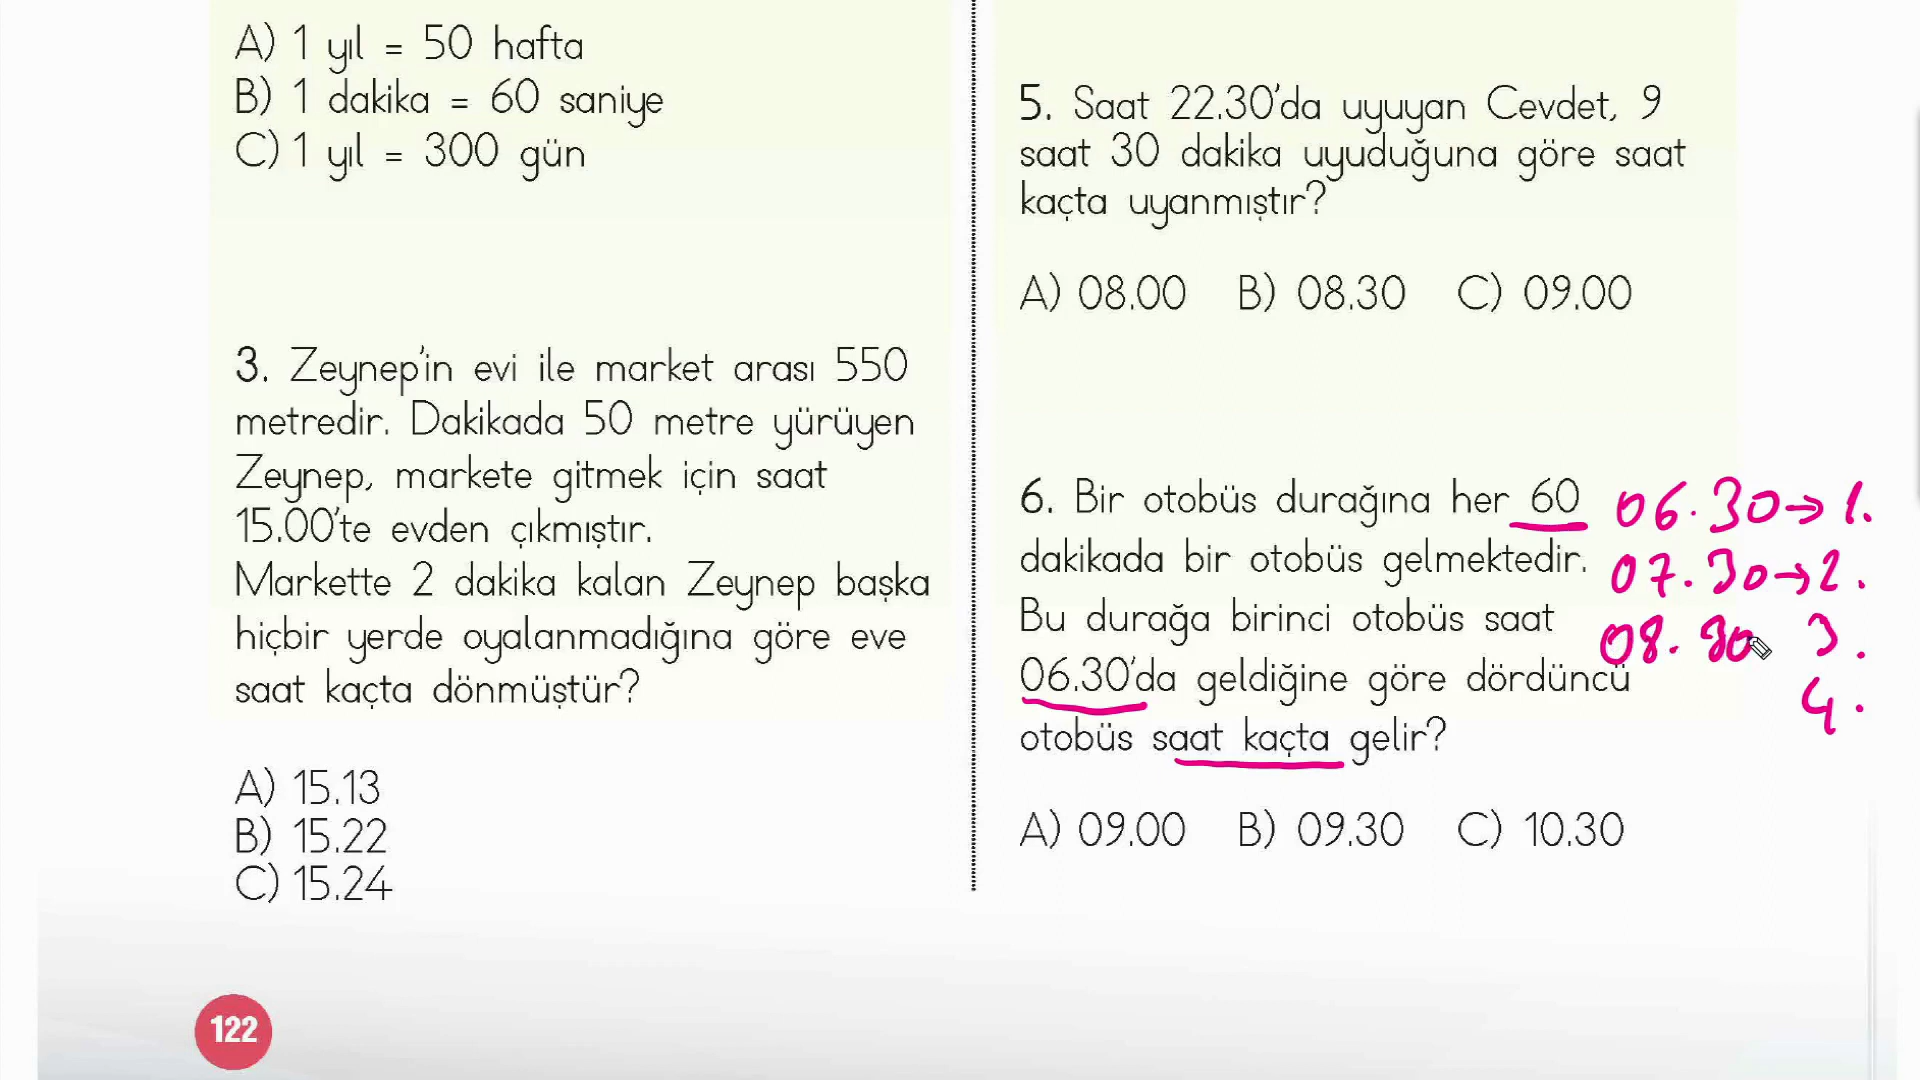 A) 1 yıl = 50 hafta
B) 1 dakika = 60 saniye
C) 1 yıl = 300 gün
3. Zeynep'in evi ile market arası 550
metredir. Dakikada 50 metre yürüyen
Zeynep, markete gitmek için saat
15.00'te evden çıkmıştır.
Markette 2 dakika kalan Zeynep başka
hiçbir yerde oyalanmadığına göre eve
saat kaçta dönmüştür?
A) 15.13
B) 15.22
C) 15.24
5. Saat 22.30'da uyuyan Cevdet, 9
saat 30 dakika uyuduğuna göre saat
kaçta uyanmıştır?
A) 08.00 B) 08.30 C) 09.00
6. Bir otobüs durağına her 60
dakikada bir otobüs gelmektedir.
Bu durağa birinci otobüs saat
06.30'da geldiğine göre dördüncü
otobüs saat kaçta gelir?
A) 09.00 B) 09.30 C) 10.30
06.30→1.
07.30→2.
08.30 3.
4.
122